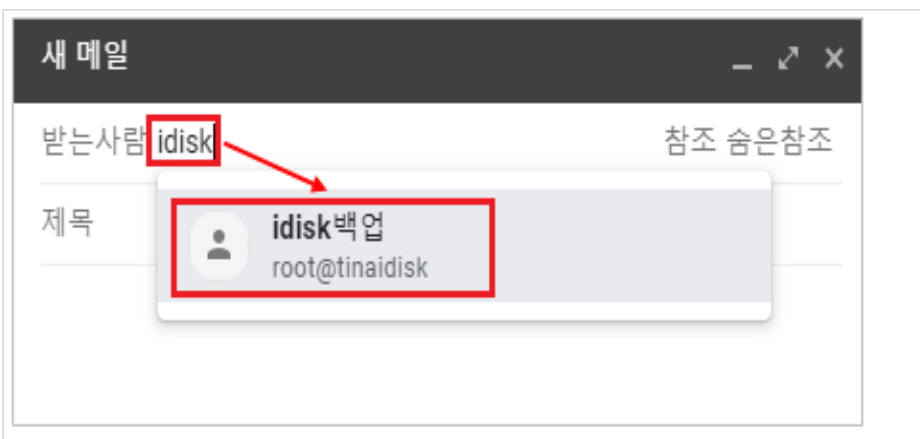 새 메일
받는사람 idisk 참조 숨은참조
idisk백업
제목
root@tinaidisk